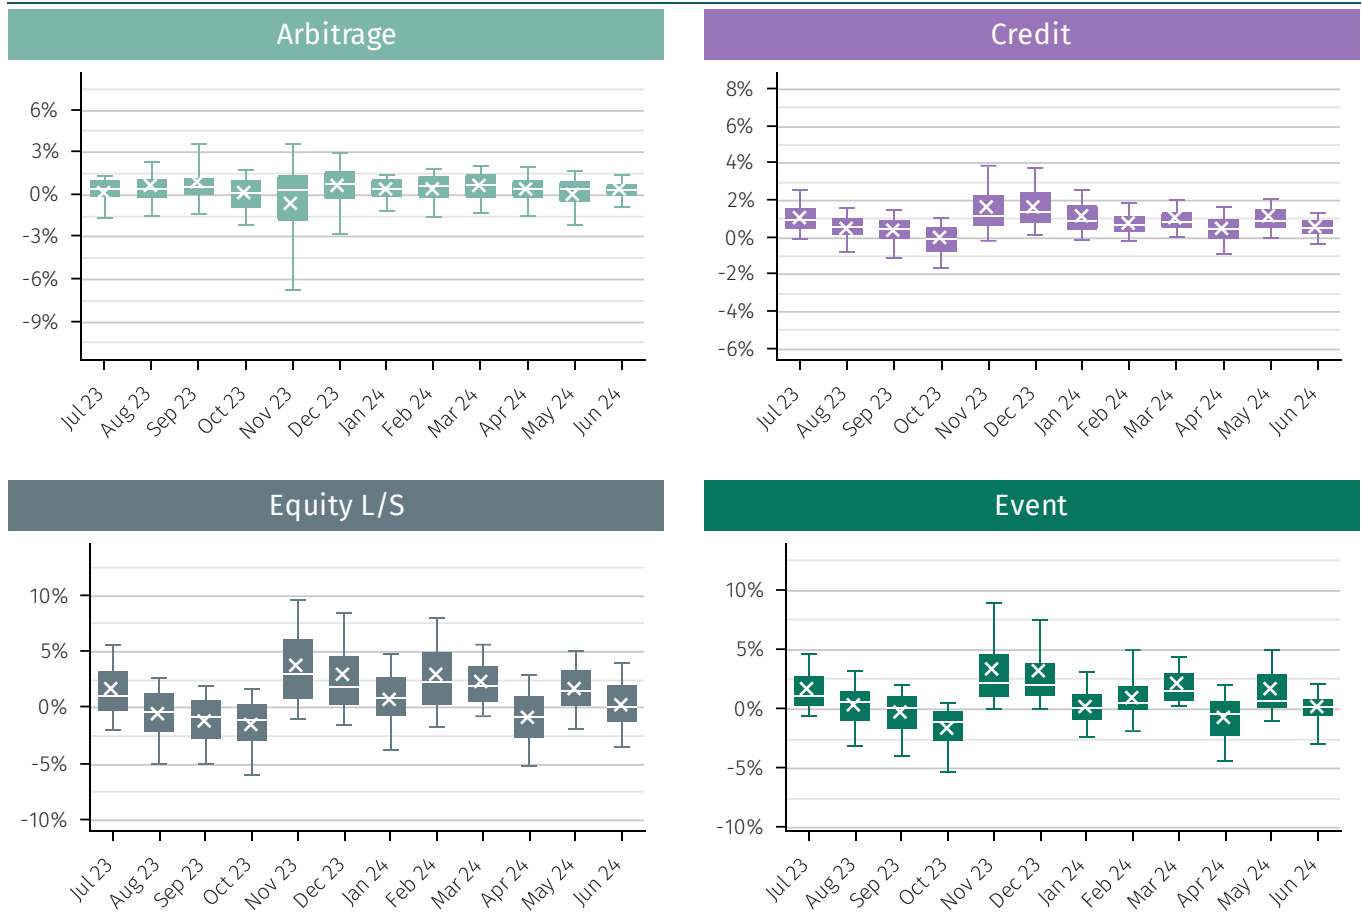 Arbitrage
6%
3%
0%
-3%
-6%
-9%
Jul 23
Aug 23
Sep 23
Oct 23
Nov 23
Dec 23
Jan 24
Feb 24
Mar 24
Apr 24
May 24
Jun 24
Credit
8%
6%
4%
2%
0%
-2%
-4%
-6%
Jul 23
Aug 23
Sep 23
Oct 23
Nov 23
Dec 23
Jan 24
Feb 24
Mar 24
Apr 24
May 24
Jun 24
Equity L/S
10%
5%
0%
-5%
-10%
Jul 23
Aug 23
Sep 23
Oct 23
Nov 23
Dec 23
Jan 24
Feb 24
Mar 24
Apr 24
May 24
Jun 24
Event
10%
5%
0%
-5%
-10%
Jul 23
Aug 23
Sep 23
Oct 23
Nov 23
Dec 23
Jan 24
Feb 24
Mar 24
Apr 24
May 24
Jun 24